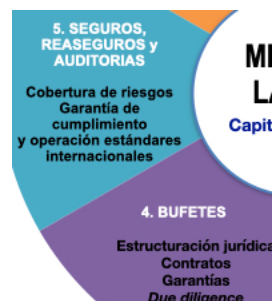 5. SEGUROS,
REASEGUROS y
AUDITORIAS
Cobertura de riesgos
Garantía de
cumplimiento
y operación estándares
internacionales
4. BUFETES
Estructuración jurídica
Contratos
Garantías
Due diligence